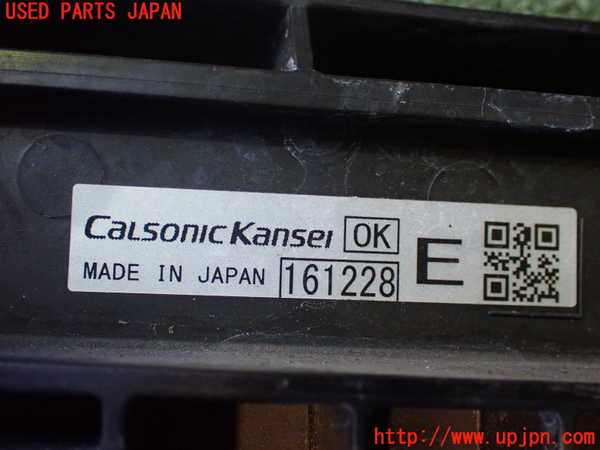 USED PARTS JAPAN
CALSONIC KANSEI OK
MADE IN JAPAN 161228 E
http://www.upjpn.com/